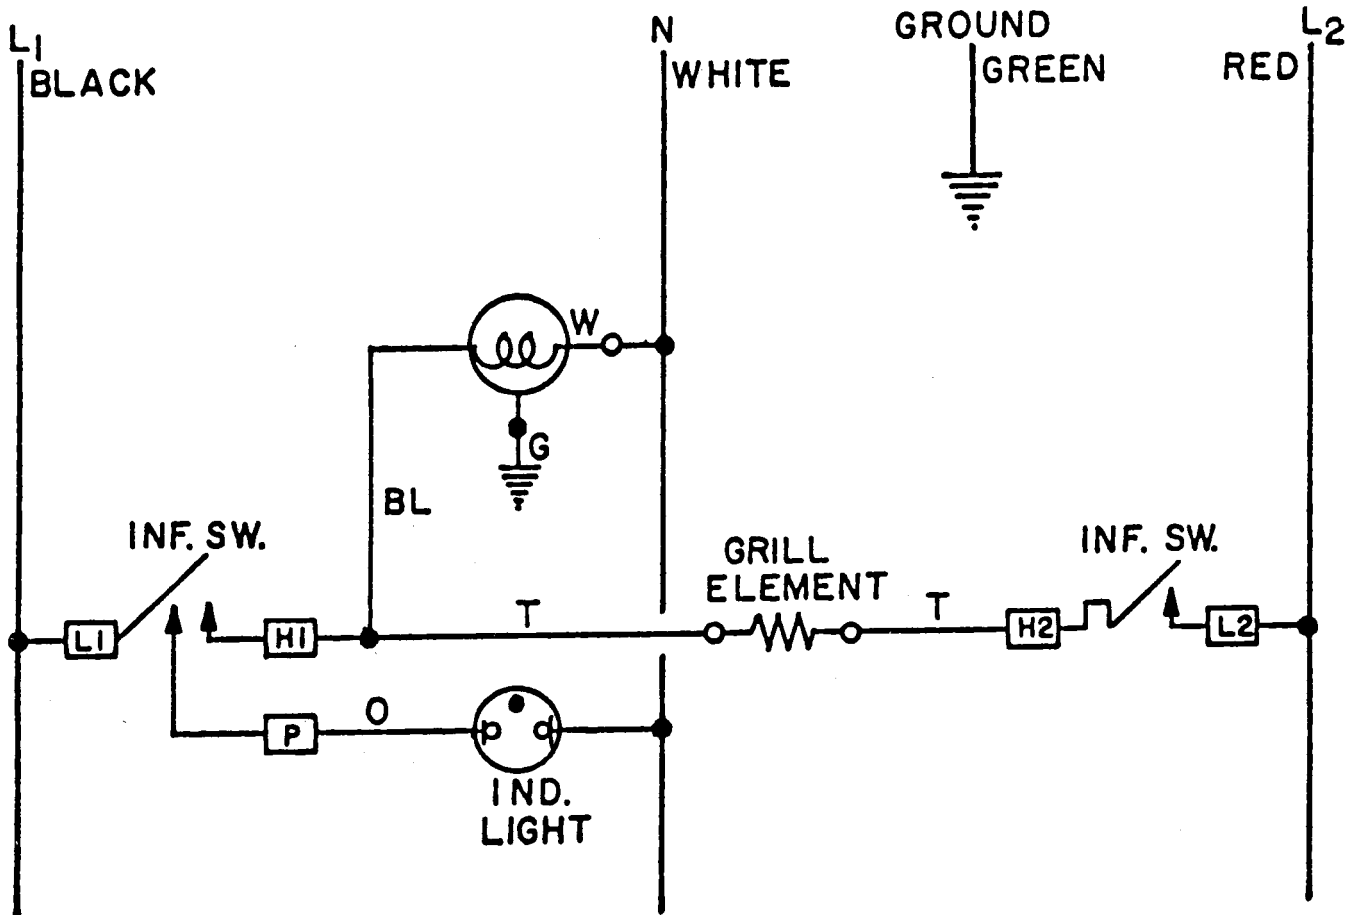 L1
BLACK
N
WHITE
GROUND
GREEN
L2
RED
W
G
BL
INF. SW.
GRILL
ELEMENT
INF. SW.
L1
H1
T
T
H2
L2
P
O
IND.
LIGHT